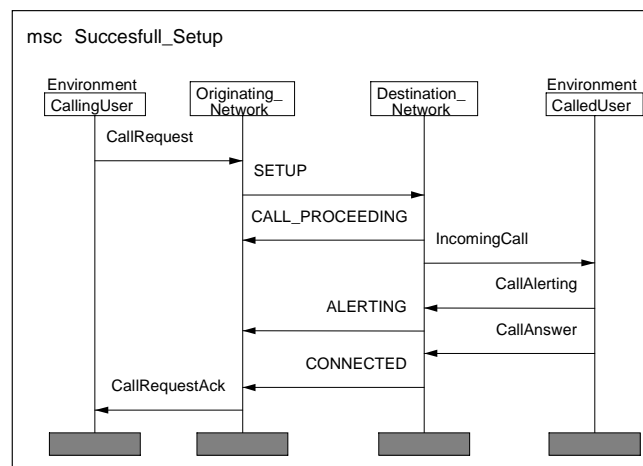 msc Succesfull_Setup
Environment
CallingUser
Originating_
Network
Destination_
Network
Environment
CalledUser
CallRequest
SETUP
CALL_PROCEEDING
IncomingCall
CallAlerting
ALERTING
CallAnswer
CONNECTED
CallRequestAck